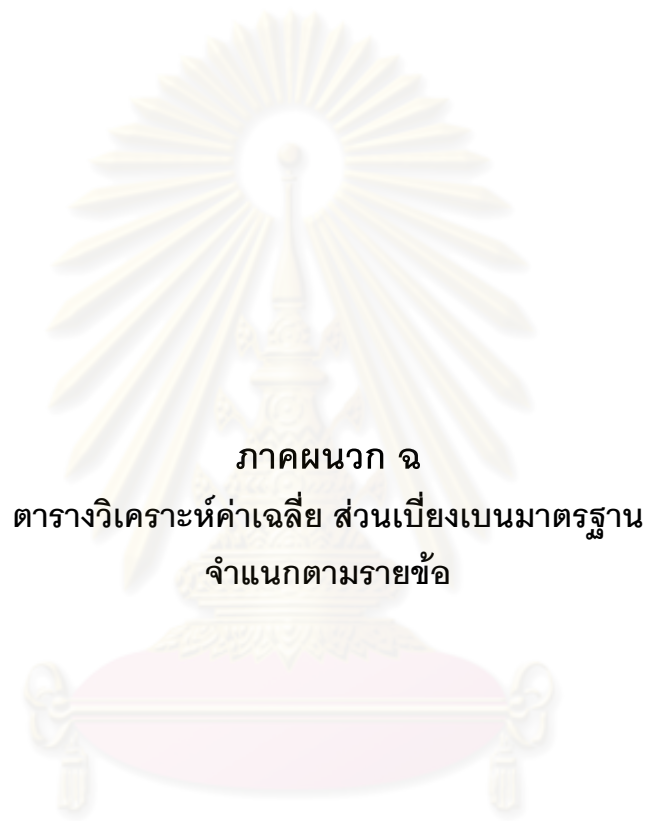 ภาคผนวก ฉ
ตารางวิเคราะห์ค่าเฉลี่ย ส่วนเบี่ยงเบนมาตรฐาน
จำแนกตามรายข้อ